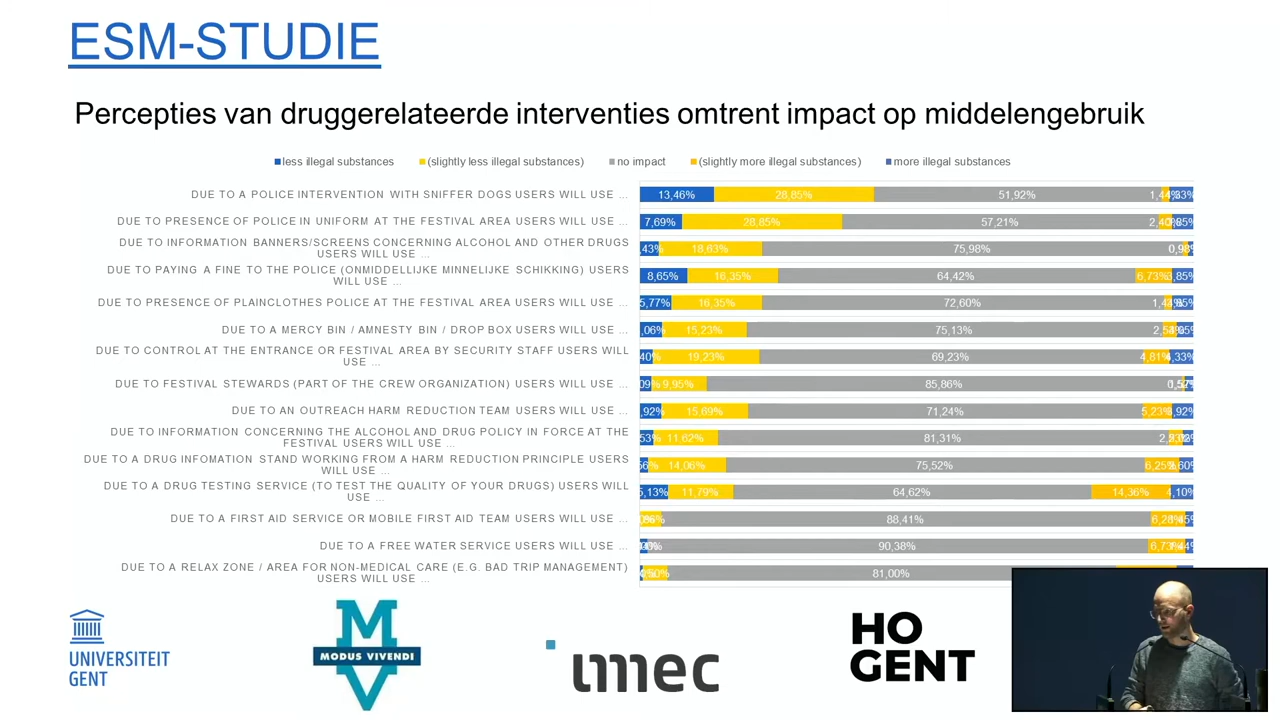 ESM-STUDIE
Percepties van druggerelateerde interventies omtrent impact op middelengebruik
less illegal substances (slightly less illegal substances) no impact (slightly more illegal substances) more illegal substances
DUE TO A POLICE INTERVENTION WITH SNIFFER DOGS USERS WILL USE ... 13,46% 28,85% 51,92%
DUE TO PRESENCE OF POLICE IN UNIFORM AT THE FESTIVAL AREA USERS WILL USE ... 7,69% 28,85% 57,21%
DUE TO INFORMATION BANNERS/SCREENS CONCERNING ALCOHOL AND OTHER DRUGS
USERS WILL USE ... 18,63% 75,98%
DUE TO PAYING A FINE TO THE POLICE (ONMIDDELLIJKE MINNELIJKE SCHIKKING) USERS
WILL USE ... 8,65% 16,35% 64,42% 6,73%
DUE TO PRESENCE OF PLAINCLOTHES POLICE AT THE FESTIVAL AREA USERS WILL USE ... 5,77% 16,35% 72,60%
DUE TO A MERCY BIN / AMNESTY BIN / DROP BOX USERS WILL USE ... 15,23% 75,13%
DUE TO CONTROL AT THE ENTRANCE OR FESTIVAL AREA BY SECURITY STAFF USERS WILL
USE ... 19,23% 69,23% 4,81%
DUE TO FESTIVAL STEWARDS (PART OF THE CREW ORGANIZATION) USERS WILL USE ... 9,95% 85,86%
DUE TO AN OUTREACH HARM REDUCTION TEAM USERS WILL USE ... 15,69% 71,24% 5,23%
DUE TO INFORMATION CONCERNING THE ALCOHOL AND DRUG POLICY IN FORCE AT THE
FESTIVAL USERS WILL USE ... 11,62% 81,31%
DUE TO A DRUG INFOMATION STAND WORKING FROM A HARM REDUCTION PRINCIPLE USERS
WILL USE ... 14,06% 75,52% 6,25%
DUE TO A DRUG TESTING SERVICE (TO TEST THE QUALITY OF YOUR DRUGS) USERS WILL
USE ... 5,13% 11,79% 64,62% 14,36% 4,10%
DUE TO A FIRST AID SERVICE OR MOBILE FIRST AID TEAM USERS WILL USE ... 88,41%
DUE TO A FREE WATER SERVICE USERS WILL USE ... 90,38%
DUE TO A RELAX ZONE / AREA FOR NON-MEDICAL CARE (E.G. BAD TRIP MANAGEMENT)
USERS WILL USE ... 81,00%
UNIVERSITEIT
GENT
MODUS VIVENDI
MV
imec
HO
GENT